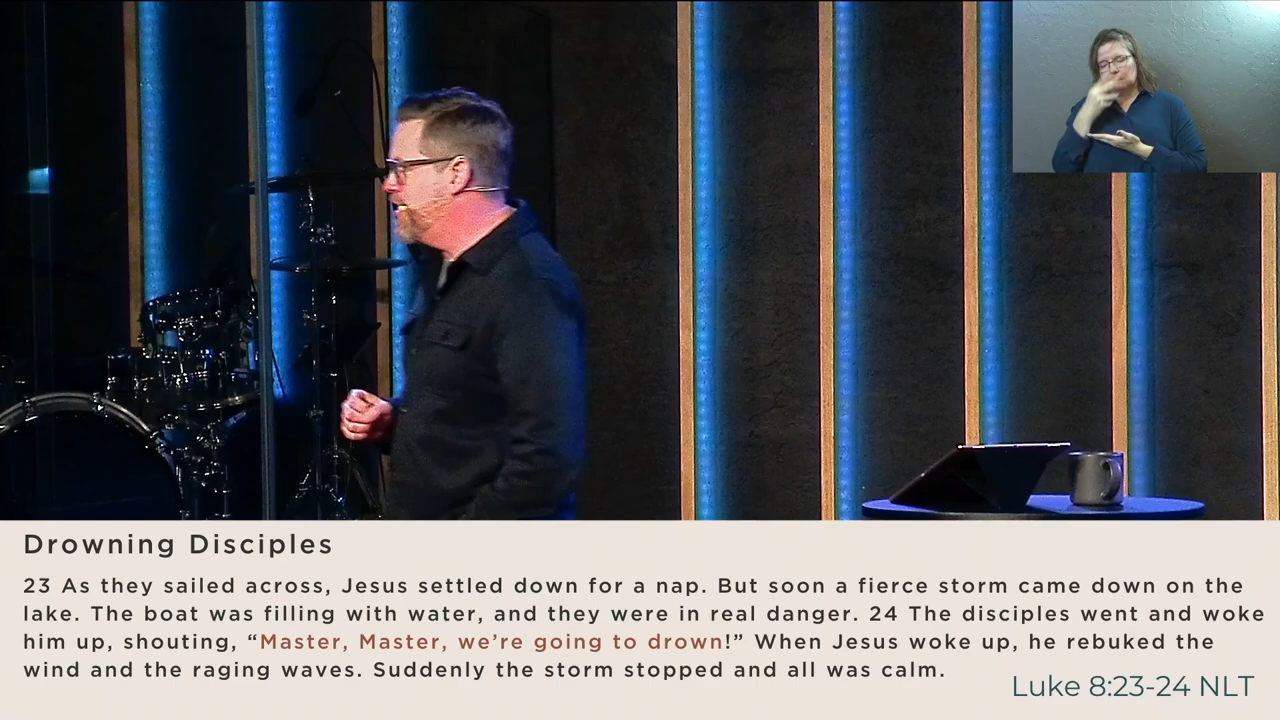 Drowning Disciples
23 As they sailed across, Jesus settled down for a nap. But soon a fierce storm came down on the
lake. The boat was filling with water, and they were in real danger. 24 The disciples went and woke
him up, shouting, “Master, Master, we’re going to drown!” When Jesus woke up, he rebuked the
wind and the raging waves. Suddenly the storm stopped and all was calm.
Luke 8:23-24 NLT